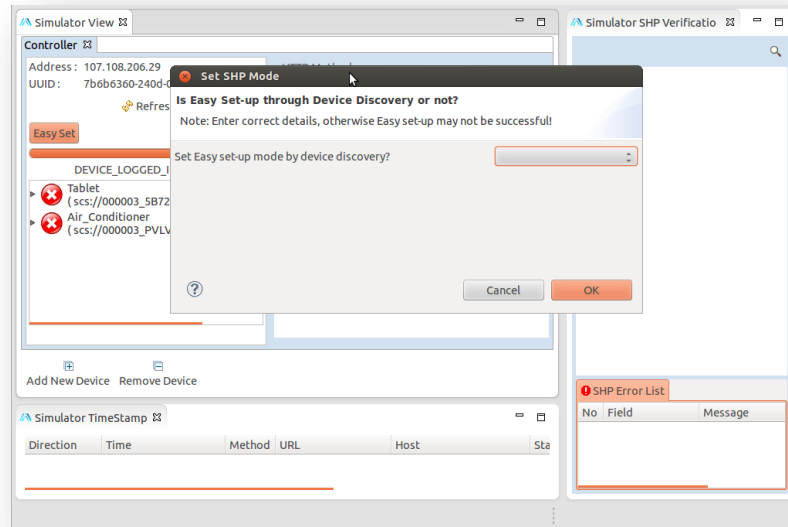 Simulator View
Controller
Address: 107.108.206.29
UUID: 7b6b6360-240d-
Refres
Easy Set
DEVICE_LOGGED_I
Tablet
( scs://000003_5B72
Air_Conditioner
( scs://000003_PVLV
Add New Device Remove Device
Set SHP Mode
Is Easy Set-up through Device Discovery or not?
Note: Enter correct details, otherwise Easy set-up may not be successful!
Set Easy set-up mode by device discovery?
Cancel OK
Simulator SHP Verificatio
SHP Error List
No Field Message
Simulator TimeStamp
Direction Time Method URL Host Sta